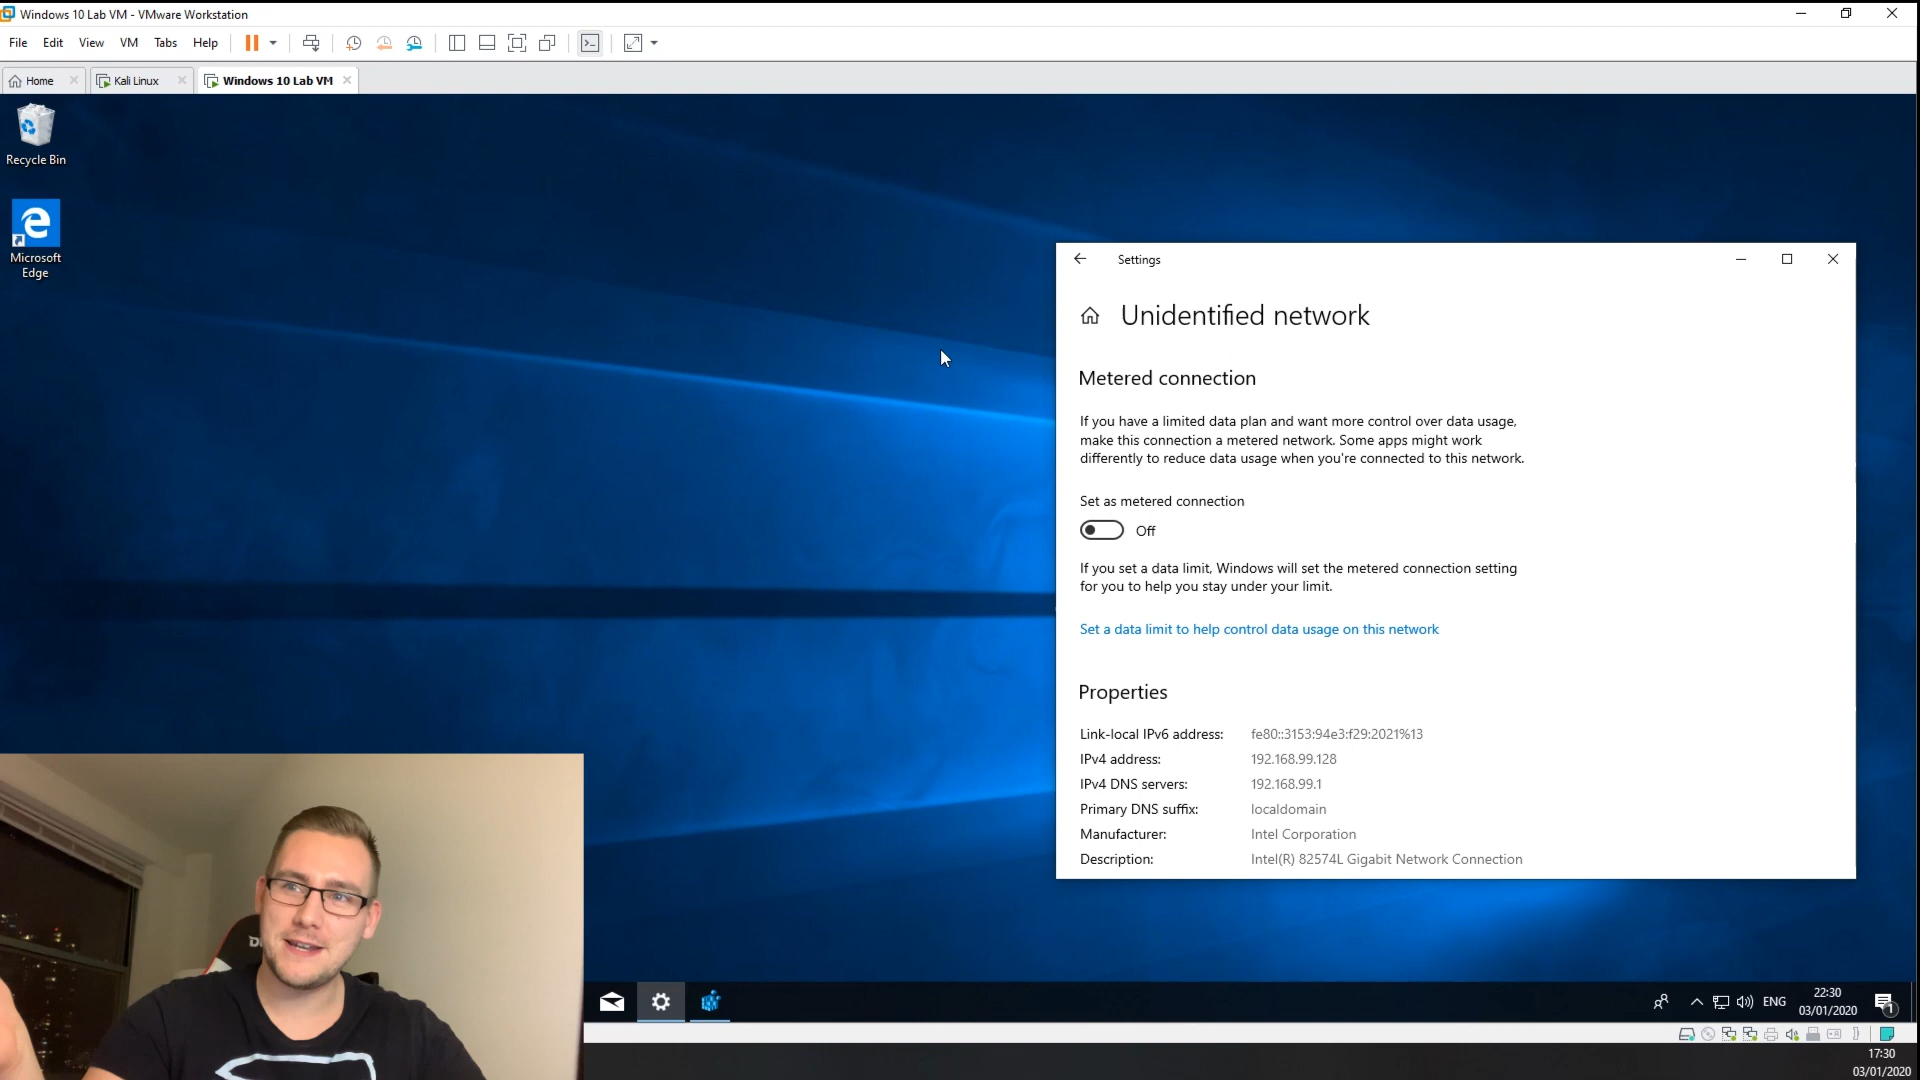 Windows 10 Lab VM - VMware Workstation
File Edit View VM Tabs Help
Home Kali Linux Windows 10 Lab VM
Recycle Bin
Microsoft
Edge
Settings
Unidentified network
Metered connection
If you have a limited data plan and want more control over data usage,
make this connection a metered network. Some apps might work
differently to reduce data usage when you're connected to this network.
Set as metered connection
Off
If you set a data limit, Windows will set the metered connection setting
for you to help you stay under your limit.
Set a data limit to help control data usage on this network
Properties
Link-local IPv6 address: fe80::3153:94e3:f29:2021%13
IPv4 address: 192.168.99.128
IPv4 DNS servers: 192.168.99.1
Primary DNS suffix: localdomain
Manufacturer: Intel Corporation
Description: Intel(R) 82574L Gigabit Network Connection
ENG
22:30
03/01/2020
1
17:30
03/01/2020